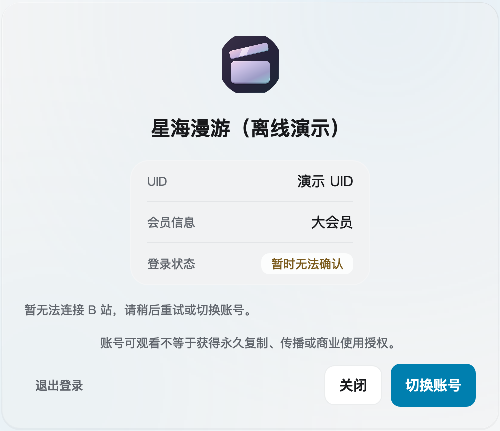 星海漫游（离线演示）
UID 演示 UID
会员信息 大会员
登录状态 暂时无法确认
暂无法连接 B 站，请稍后重试或切换账号。
账号可观看不等于获得永久复制、传播或商业使用授权。
退出登录 关闭 切换账号